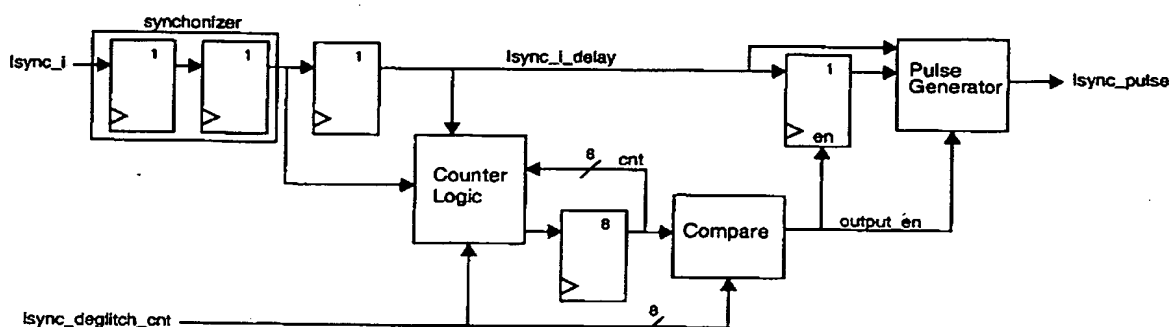 synchonizer
1
1
1
lsync_i
lsync_i_delay
1
en
Pulse
Generator
lsync_pulse
8
cnt
Counter
Logic
8
Compare
output_en
lsync_deglitch_cnt
8